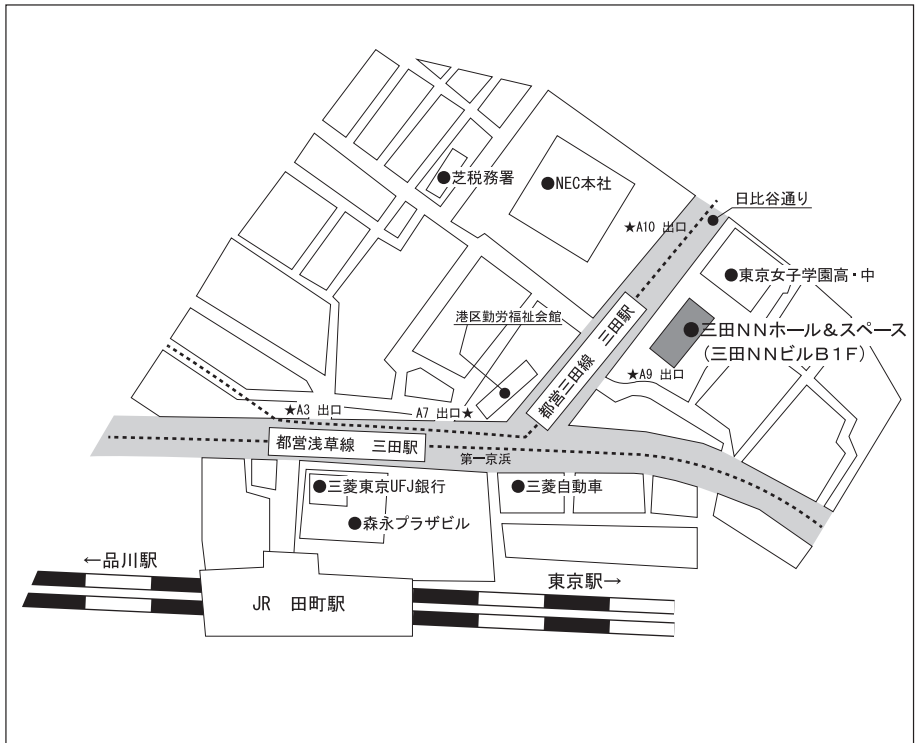 芝税務署
NEC本社
日比谷通り
★A10 出口
東京女子学園高・中
港区勤労福祉会館
都営三田線 三田駅
三田NNホール&スペース
(三田NNビルB1F)
★A9 出口
★A3 出口
A7 出口★
都営浅草線 三田駅
第一京浜
三菱東京UFJ銀行
三菱自動車
森永プラザビル
←品川駅
東京駅→
JR 田町駅